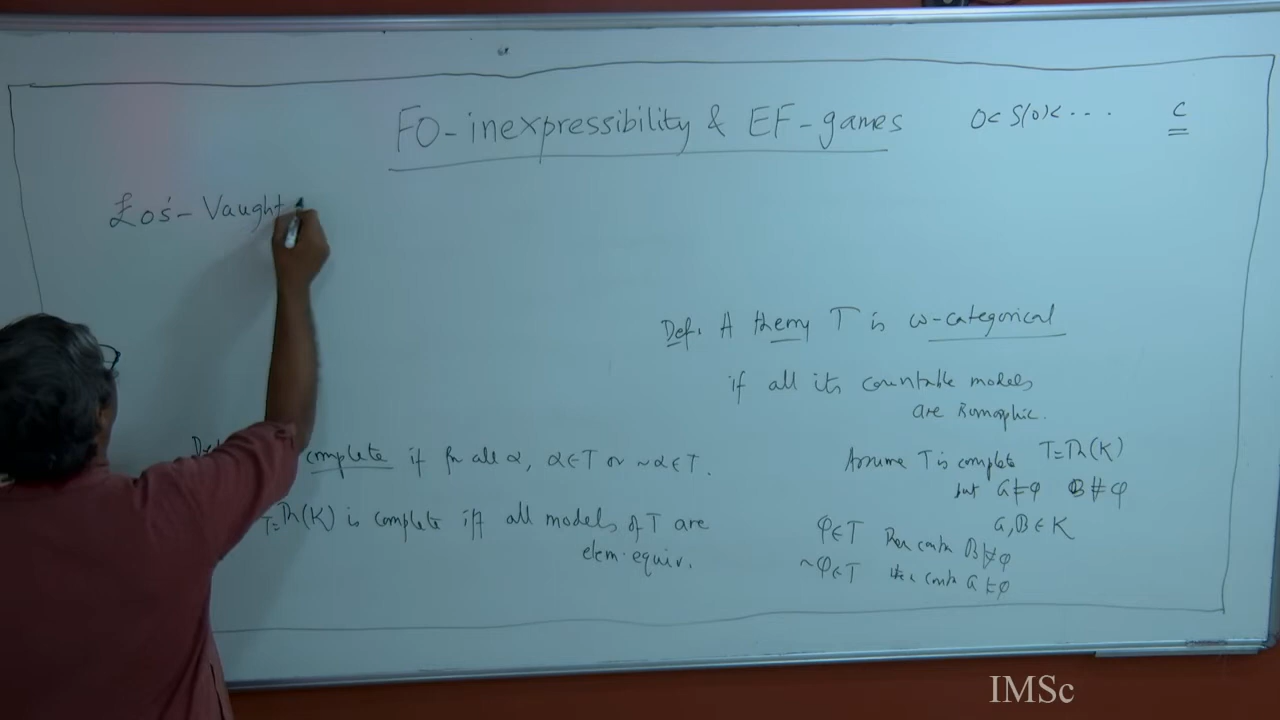 FO-inexpressibility & EF-games
0< S(0)< ....
c
Łoś - Vaught
Def. A theory T is ω-categorical
if all its countable models
are isomorphic.
complete if for all α, α∈T or ~α∈T.
T=Th(K) is complete iff all models of T are
elem. equiv.
Assume T is complete T=Th(K)
but a⊨φ B⊭φ
a, B ∈ K
φ∈T then contra B⊭φ
~φ∈T then contra a⊨φ
IMSc